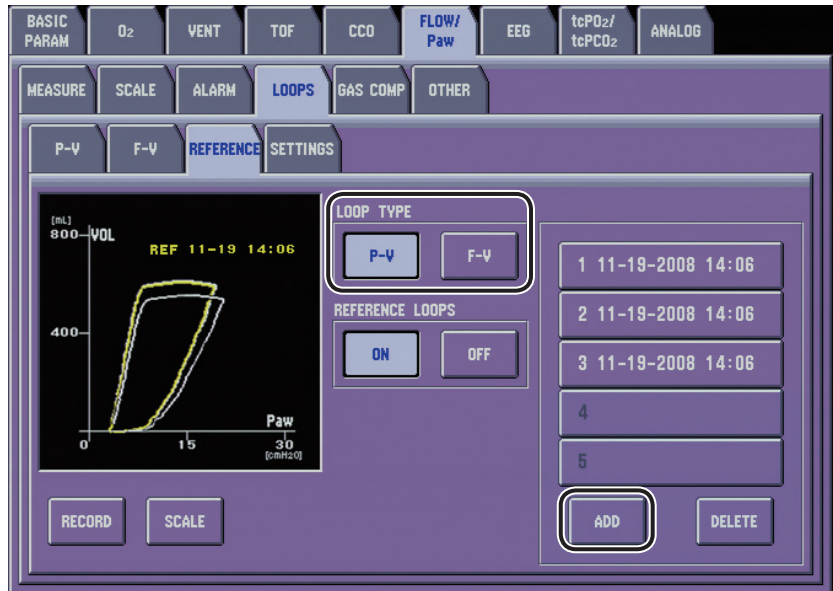 BASIC PARAM
O2
VENT
TOF
CCO
FLOW/ Paw
EEG
tcPO2/ tcPCO2
ANALOG
MEASURE
SCALE
ALARM
LOOPS
GAS COMP
OTHER
P-V
F-V
REFERENCE
SETTINGS
[mL]
800
VOL
REF 11-19 14:06
400
Paw
0
15
30
[cmH2O]
LOOP TYPE
P-V
F-V
REFERENCE LOOPS
ON
OFF
1 11-19-2008 14:06
2 11-19-2008 14:06
3 11-19-2008 14:06
4
5
RECORD
SCALE
ADD
DELETE